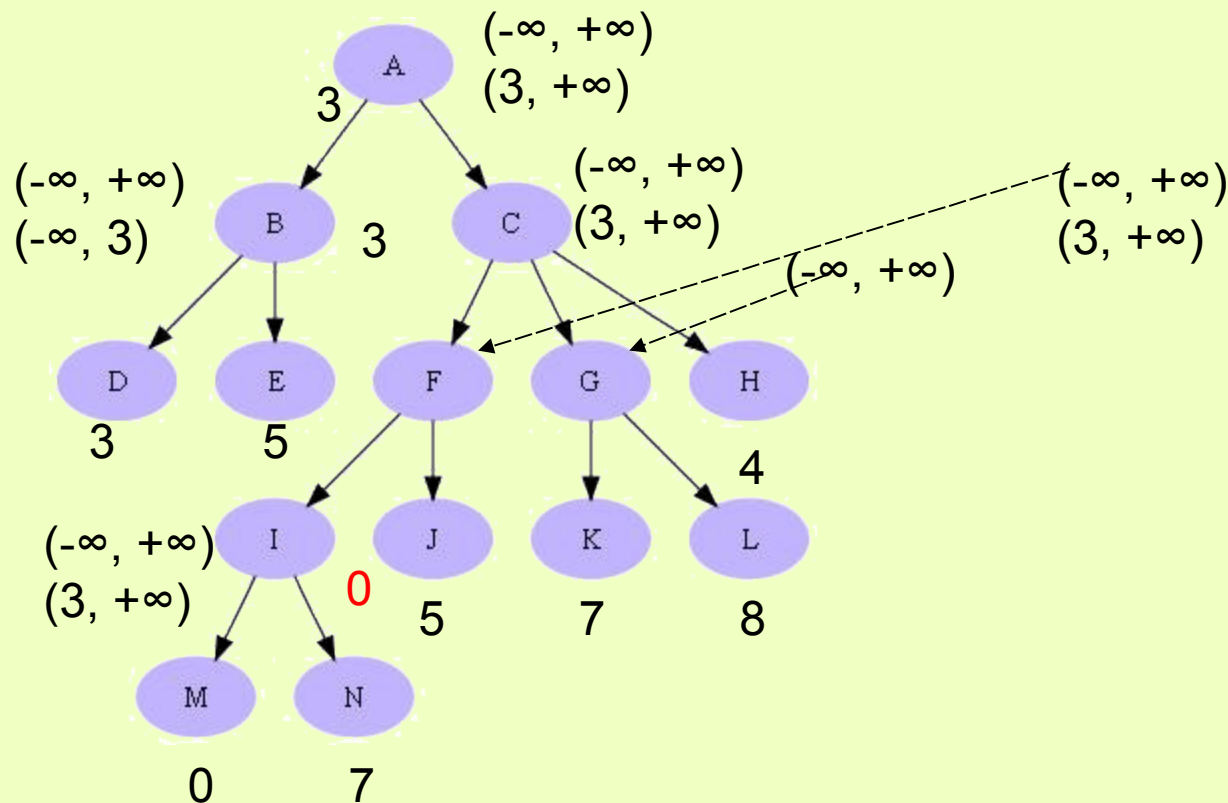 (-∞, +∞)
A
(3, +∞)
3
(-∞, +∞)
(-∞, 3)
B
3
C
(-∞, +∞)
(3, +∞)
(-∞, +∞)
(3, +∞)
(-∞, +∞)
D
E
F
G
H
3
5
4
(-∞, +∞)
(3, +∞)
I
0
J
K
L
5
7
8
M
N
0
7